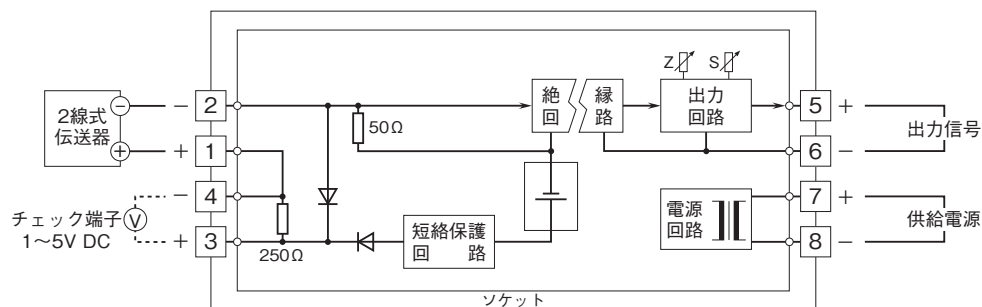 2線式
伝送器
−
+
− 2
+ 1
− 4
+ 3
チェック端子
1〜5V DC
V
250Ω
50Ω
短絡保護
回 路
絶 縁
回 路
Z S
出力
回路
電源
回路
5 +
6 −
出力信号
7 +
8 −
供給電源
ソケット